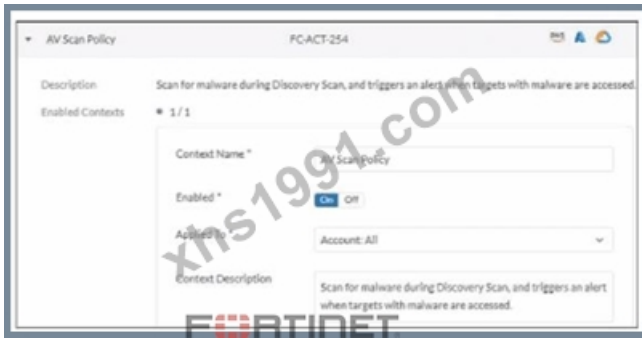 AV Scan Policy FC-ACT-254 aws
Description Scan for malware during Discovery Scan, and triggers an alert when targets with malware are accessed.
Enabled Contexts 1/1
Context Name * AV Scan Policy
Enabled * On Off
Applied To * Account: All
Context Description Scan for malware during Discovery Scan, and triggers an alert
when targets with malware are accessed.
xhs1991.com
FORTINET